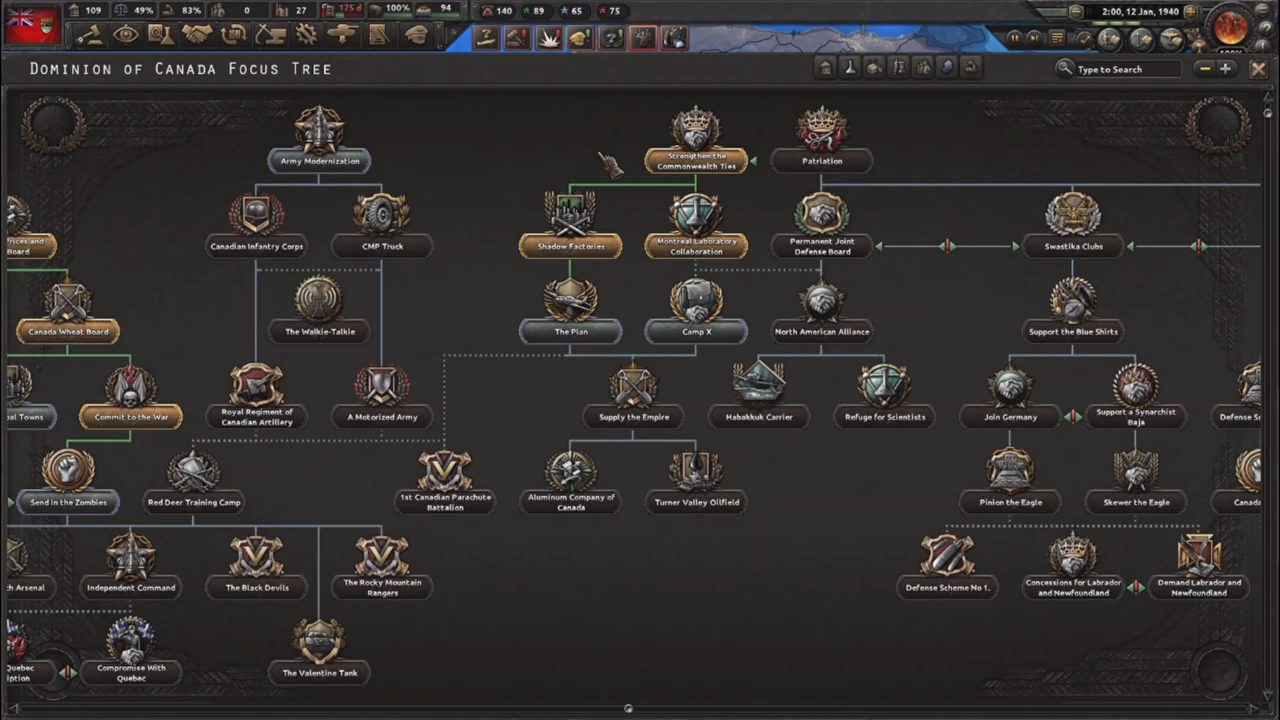 109 49% 83% 0 27 175 d 100% 94 140 89 65 75 2:00, 12 Jan, 1940
DOMINION OF CANADA FOCUS TREE
Type to Search
Army Modernization
Strengthen the
Commonwealth Ties
Patriation
Board
Canadian Infantry Corps
CMP Truck
Shadow Factories
Montreal Laboratory
Collaboration
Permanent Joint
Defense Board
Swastika Clubs
Canada Wheat Board
The Walkie-Talkie
The Plan
Camp X
North American Alliance
Support the Blue Shirts
Towns
Commit to the War
Royal Regiment of
Canadian Artillery
A Motorized Army
Supply the Empire
Habakkuk Carrier
Refuge for Scientists
Join Germany
Support a Synarchist
Baja
Send in the Zombies
Red Deer Training Camp
1st Canadian Parachute
Battalion
Aluminum Company of
Canada
Turner Valley Oilfield
Pinion the Eagle
Skewer the Eagle
Canada
Arsenal
Independent Command
The Black Devils
The Rocky Mountain
Rangers
Defense Scheme No 1.
Concessions for Labrador
and Newfoundland
Demand Labrador and
Newfoundland
Quebec
Compromise With
Quebec
The Valentine Tank